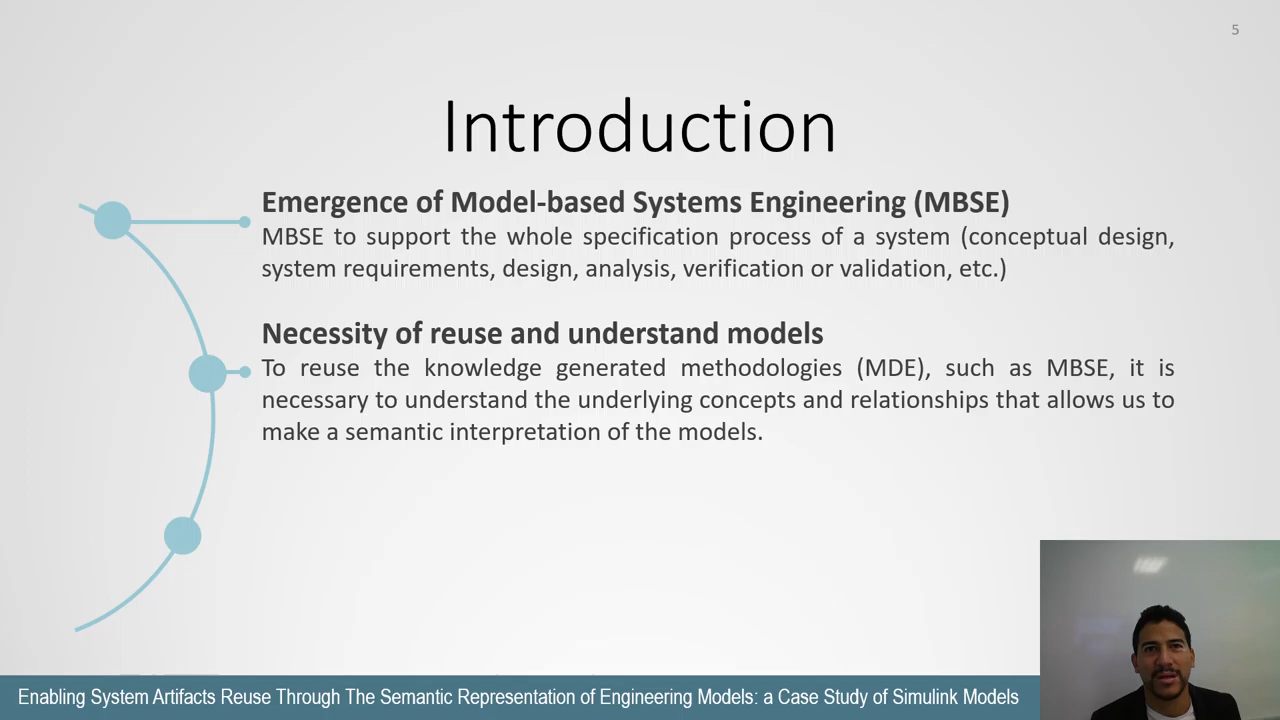 5
Introduction
Emergence of Model-based Systems Engineering (MBSE)
MBSE to support the whole specification process of a system (conceptual design,
system requirements, design, analysis, verification or validation, etc.)
Necessity of reuse and understand models
To reuse the knowledge generated methodologies (MDE), such as MBSE, it is
necessary to understand the underlying concepts and relationships that allows us to
make a semantic interpretation of the models.
Enabling System Artifacts Reuse Through The Semantic Representation of Engineering Models: a Case Study of Simulink Models